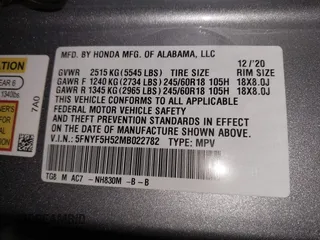 MFD. BY HONDA MFG. OF ALABAMA, LLC
12/'20
GVWR 2515 KG (5545 LBS) TIRE SIZE RIM SIZE
GAWR F 1240 KG (2734 LBS) 245/60R18 105H 18X8.0J
GAWR R 1345 KG (2965 LBS) 245/60R18 105H 18X8.0J
THIS VEHICLE CONFORMS TO ALL APPLICABLE
FEDERAL MOTOR VEHICLE
SAFETY AND THEFT PREVENTION STANDARDS IN EFFECT
ON THE DATE OF MANUFACTURE SHOWN ABOVE.
V.I.N.: 5FNYF5H52MB022782 TYPE: MPV
TG8 M AC7 -NH830M -B -B
7A0